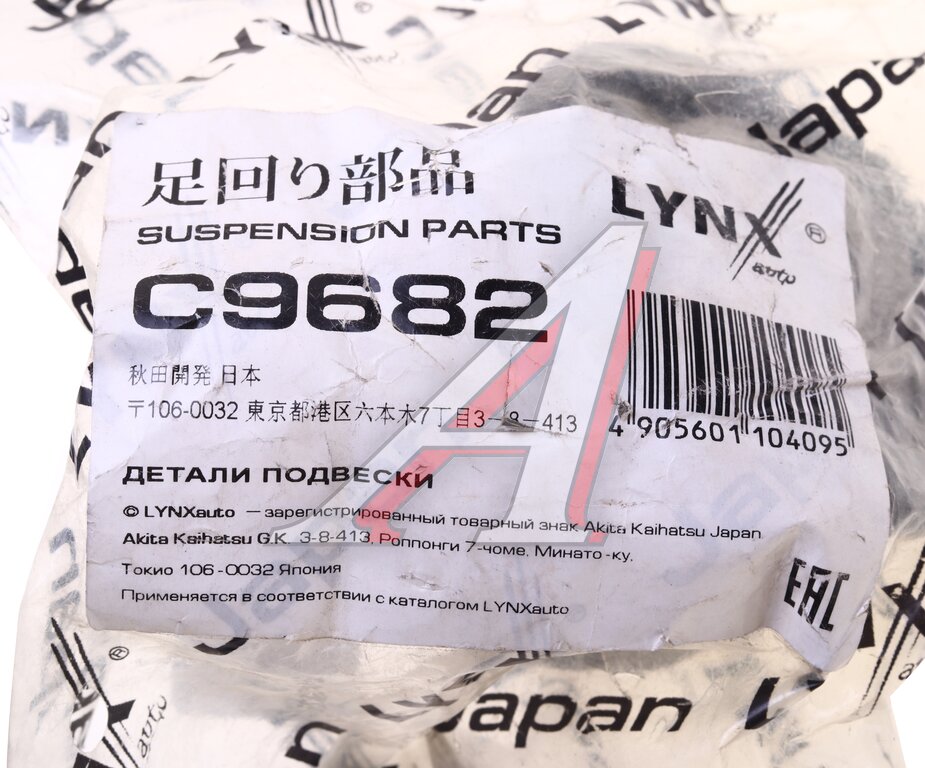 足回り部品
SUSPENSION PARTS
C9682
LYNX®
auto
秋田開発 日本
〒106-0032 東京都港区六本木7丁目3-8-413
4 905601 104095
ДЕТАЛИ ПОДВЕСКИ
© LYNXauto — зарегистрированный товарный знак Akita Kaihatsu Japan.
Akita Kaihatsu G.K. 3-8-413, Роппонги 7-чоме, Минато-ку,
Токио 106-0032 Япония
Применяется в соответствии с каталогом LYNXauto
EAC
Japan